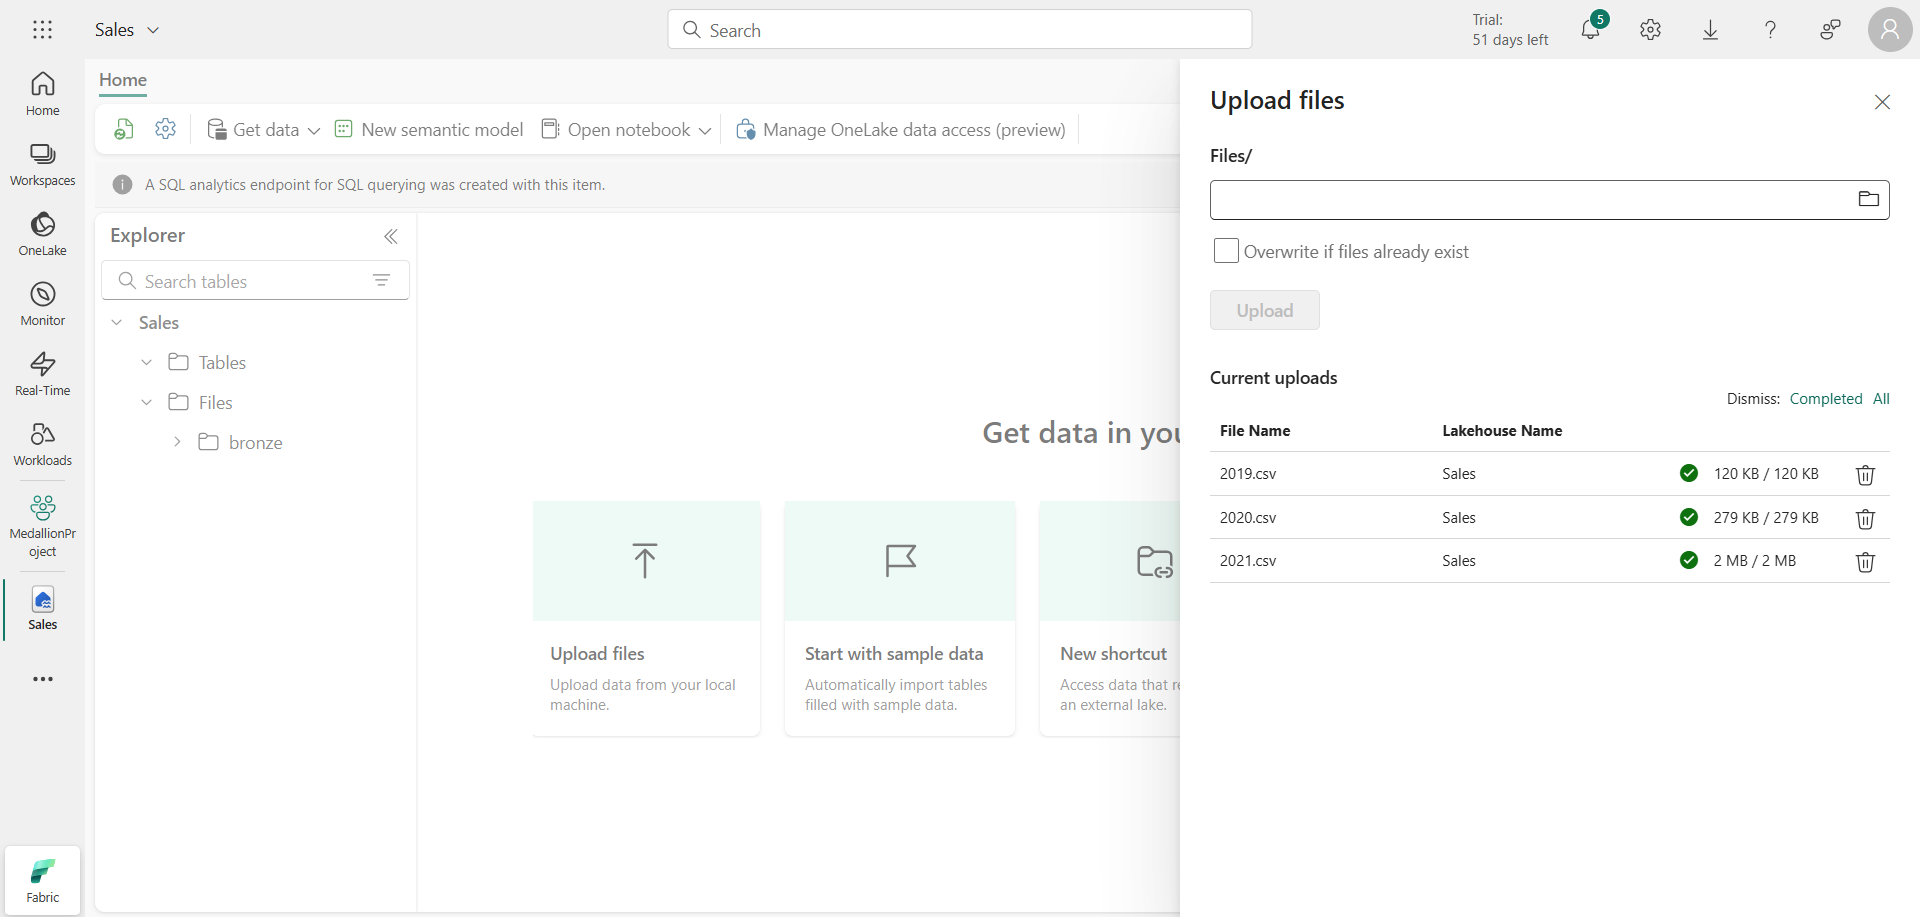 Sales
Search
Trial:
51 days left
5
Home
Workspaces
OneLake
Monitor
Real-Time
Workloads
MedallionPr
oject
Sales
Fabric
Home
Get data
New semantic model
Open notebook
Manage OneLake data access (preview)
A SQL analytics endpoint for SQL querying was created with this item.
Explorer
Search tables
Sales
Tables
Files
bronze
Get data in you
Upload files
Upload data from your local
machine.
Start with sample data
Automatically import tables
filled with sample data.
New shortcut
Access data that re
an external lake.
Upload files
Files/
Overwrite if files already exist
Upload
Current uploads
Dismiss: Completed All
File Name Lakehouse Name
2019.csv Sales 120 KB / 120 KB
2020.csv Sales 279 KB / 279 KB
2021.csv Sales 2 MB / 2 MB